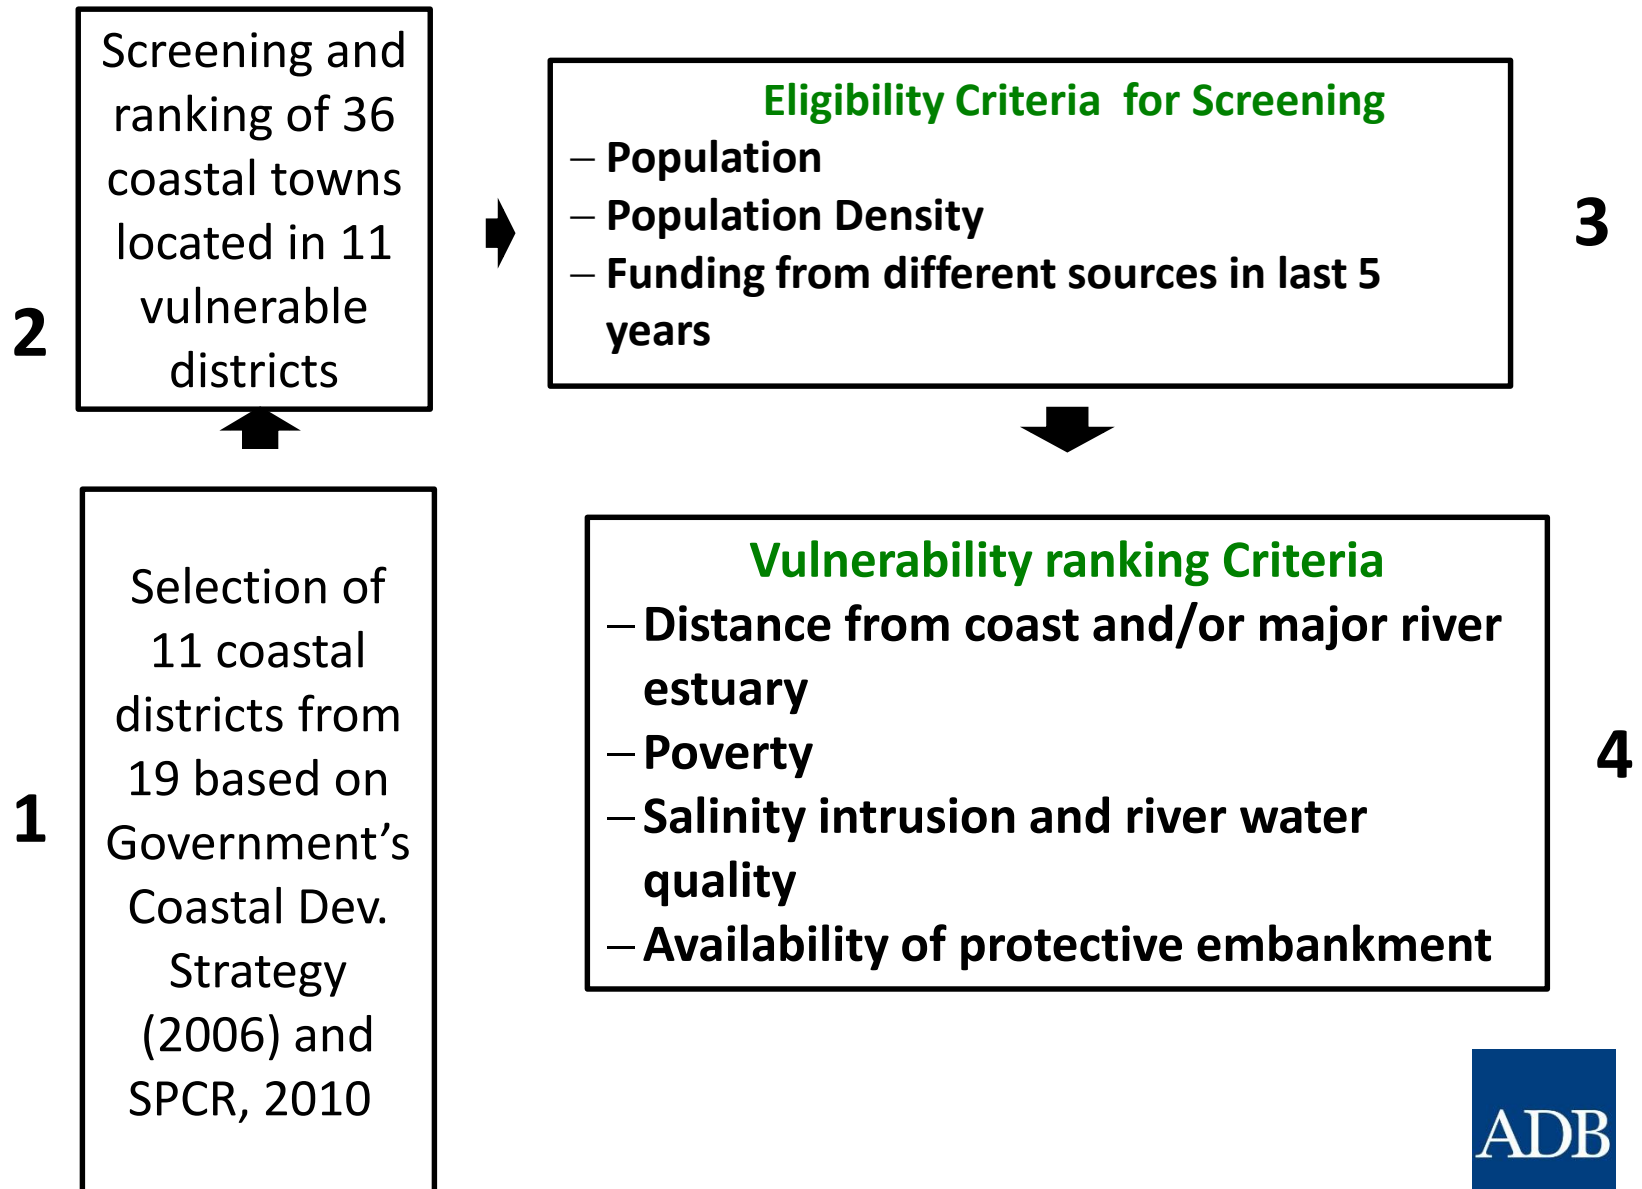 Screening and
ranking of 36
coastal towns
located in 11
vulnerable
districts
2
Eligibility Criteria  for Screening
– Population
– Population Density
– Funding from different sources in last 5
years
3
1
Selection of
11 coastal
districts from
19 based on
Government’s
Coastal Dev.
Strategy
(2006) and
SPCR, 2010
Vulnerability ranking Criteria
– Distance from coast and/or major river
estuary
– Poverty
– Salinity intrusion and river water
quality
– Availability of protective embankment
4
ADB